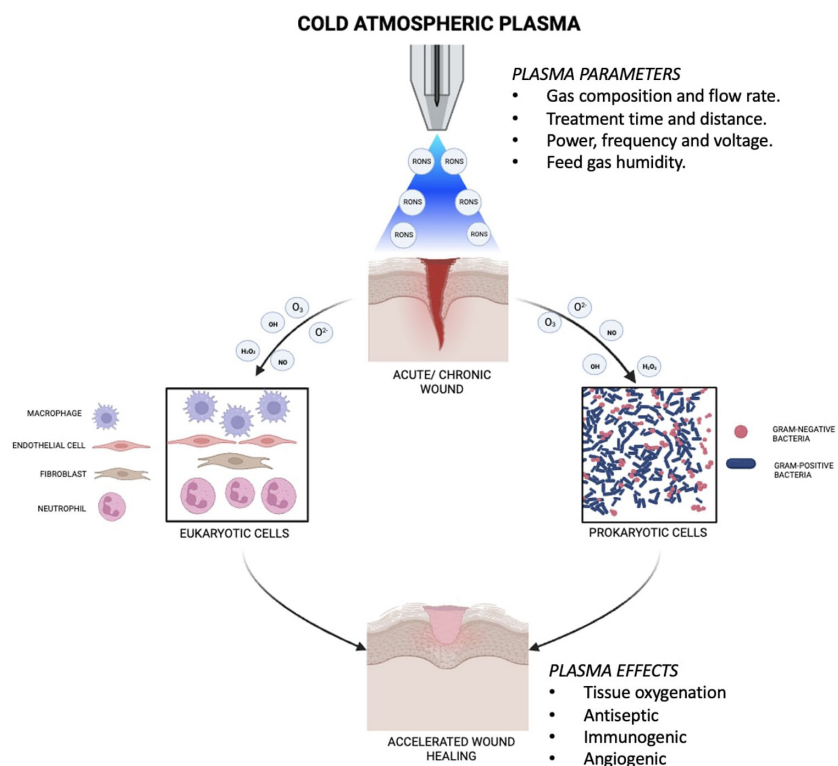 COLD ATMOSPHERIC PLASMA
PLASMA PARAMETERS
• Gas composition and flow rate.
• Treatment time and distance.
• Power, frequency and voltage.
• Feed gas humidity.
RONS RONS
RONS RONS
RONS RONS
ACUTE/ CHRONIC
WOUND
O₃
OH
O²⁻
H₂O₂
NO
O²⁻
O₃
NO
OH
H₂O₂
MACROPHAGE
ENDOTHELIAL CELL
FIBROBLAST
NEUTROPHIL
EUKARYOTIC CELLS
GRAM-NEGATIVE
BACTERIA
GRAM-POSITIVE
BACTERIA
PROKARYOTIC CELLS
ACCELERATED WOUND
HEALING
PLASMA EFFECTS
• Tissue oxygenation
• Antiseptic
• Immunogenic
• Angiogenic